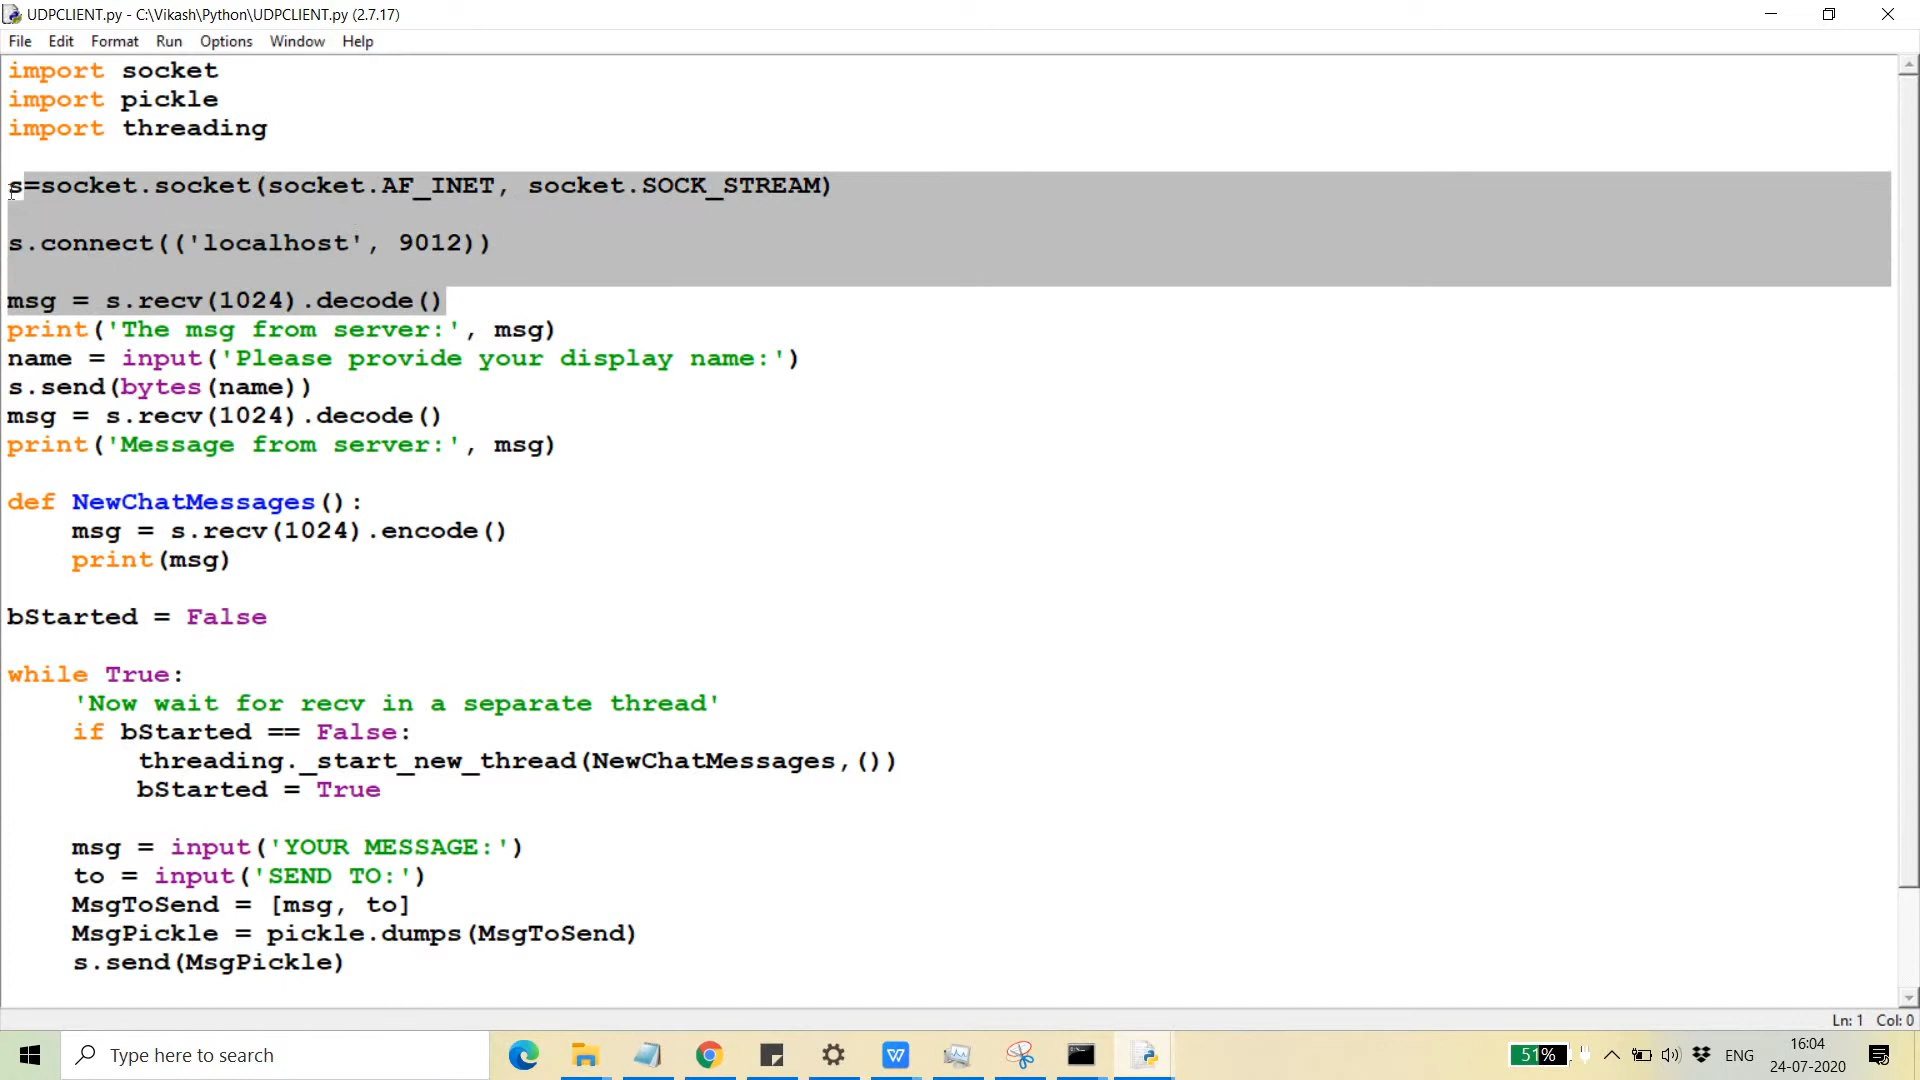 UDPCLIENT.py - C:\Vikash\Python\UDPCLIENT.py (2.7.17)
File Edit Format Run Options Window Help
import socket
import pickle
import threading
s=socket.socket(socket.AF_INET, socket.SOCK_STREAM)
s.connect(('localhost', 9012))
msg = s.recv(1024).decode()
print('The msg from server:', msg)
name = input('Please provide your display name:')
s.send(bytes(name))
msg = s.recv(1024).decode()
print('Message from server:', msg)
def NewChatMessages():
    msg = s.recv(1024).encode()
    print(msg)
bStarted = False
while True:
    'Now wait for recv in a separate thread'
    if bStarted == False:
        threading._start_new_thread(NewChatMessages,())
        bStarted = True
    msg = input('YOUR MESSAGE:')
    to = input('SEND TO:')
    MsgToSend = [msg, to]
    MsgPickle = pickle.dumps(MsgToSend)
    s.send(MsgPickle)
Ln: 1 Col: 0
Type here to search
51%
ENG
16:04
24-07-2020